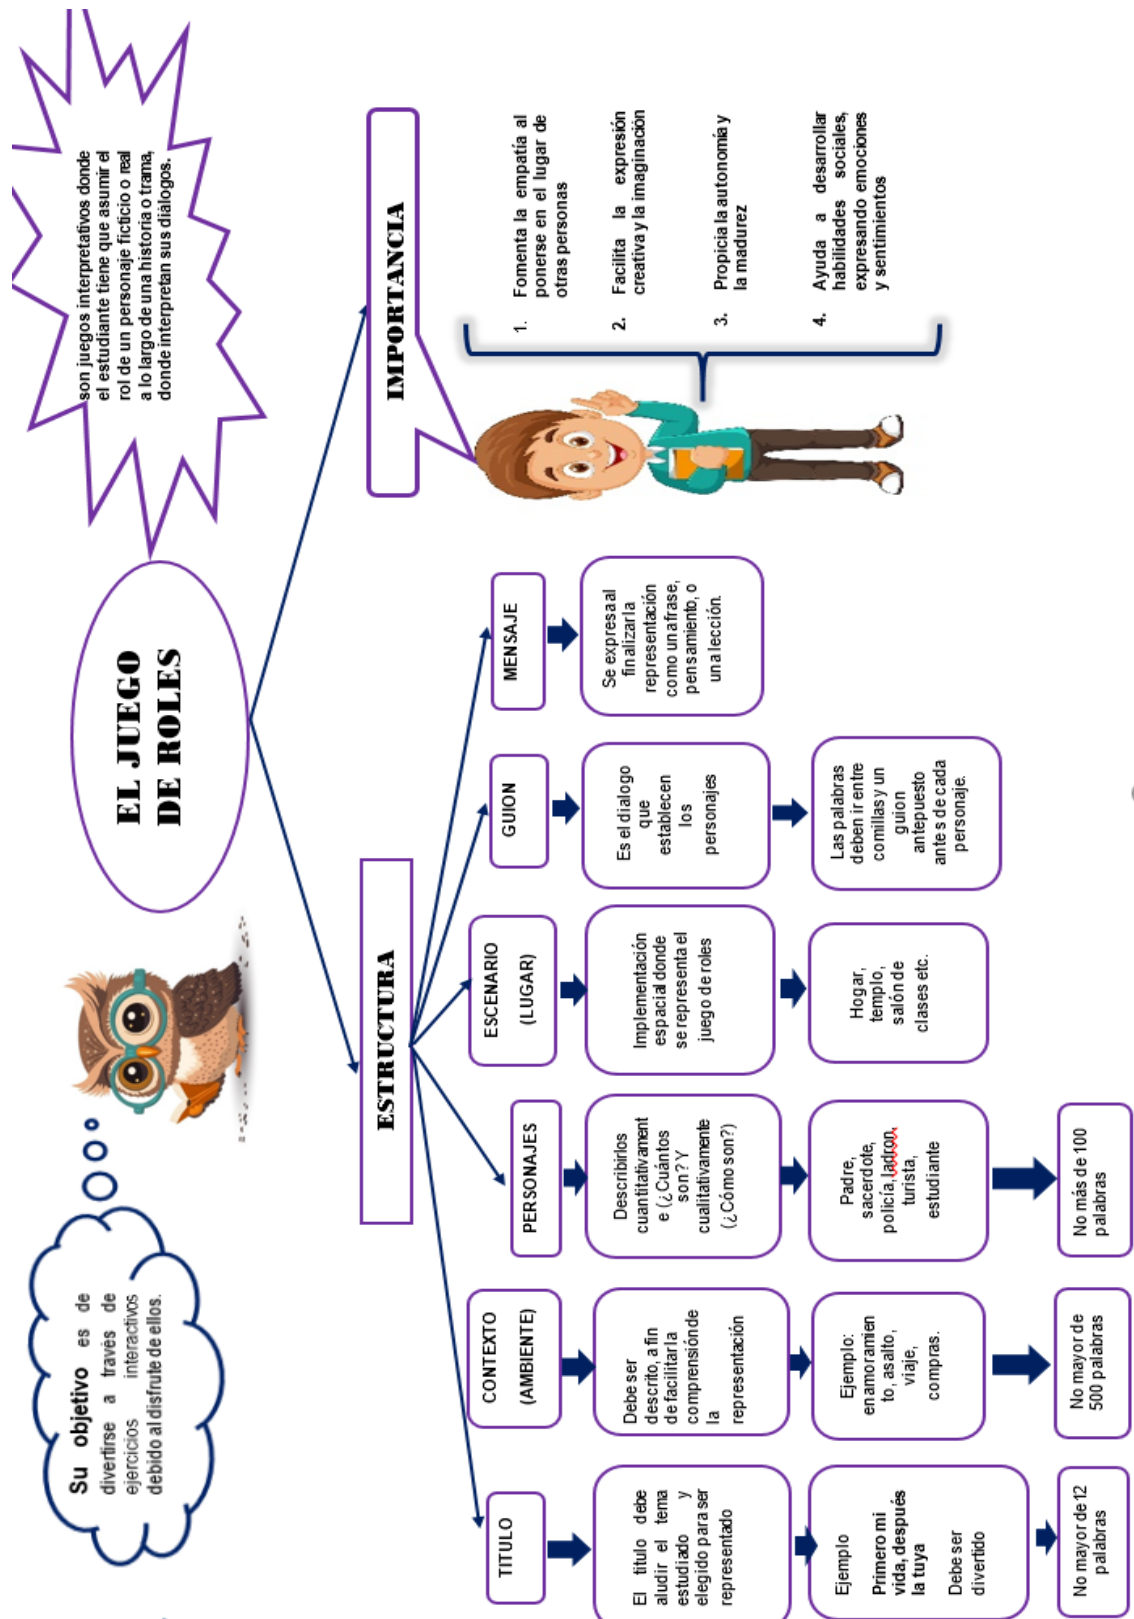 Su objetivo es de
divertirse a través de
ejercicios interactivos
debido al disfrute de ellos.
EL JUEGO
DE ROLES
son juegos interpretativos donde
el estudiante tiene que asumir el
rol de un personaje ficticio o real
a lo largo de una historia o trama,
donde interpretan sus diálogos.
ESTRUCTURA
IMPORTANCIA
TITULO
El titulo debe
aludir el tema
estudiado y
elegido para ser
representado
Ejemplo
Primero mi
vida, después
la tuya
Debe ser
divertido
No mayor de 12
palabras
CONTEXTO
(AMBIENTE)
Debe ser
descrito, a fin
de facilitar la
comprensión de
la
representación
Ejemplo:
enamoramien
to, asalto,
viaje,
compras.
No mayor de
500 palabras
PERSONAJES
Describirlos
cuantitativament
e (¿Cuántos
son? Y
cualitativamente
(¿Cómo son?)
Padre,
sacerdote,
policía, ladron,
turista,
estudiante
No más de 100
palabras
ESCENARIO
(LUGAR)
Implementación
espacial donde
se representa el
juego de roles
Hogar,
templo,
salón de
clases etc.
GUION
Es el dialogo
que
establecen
los
personajes
Las palabras
deben ir entre
comillas y un
guion
antepuesto
antes de cada
personaje.
MENSAJE
Se expresa al
finalizar la
representación
como una frase,
pensamiento, o
una lección.
1. Fomenta la empatía al
ponerse en el lugar de
otras personas
2. Facilita la expresión
creativa y la imaginación
3. Propicia la autonomía y
la madurez
4. Ayuda a desarrollar
habilidades sociales,
expresando emociones
y sentimientos